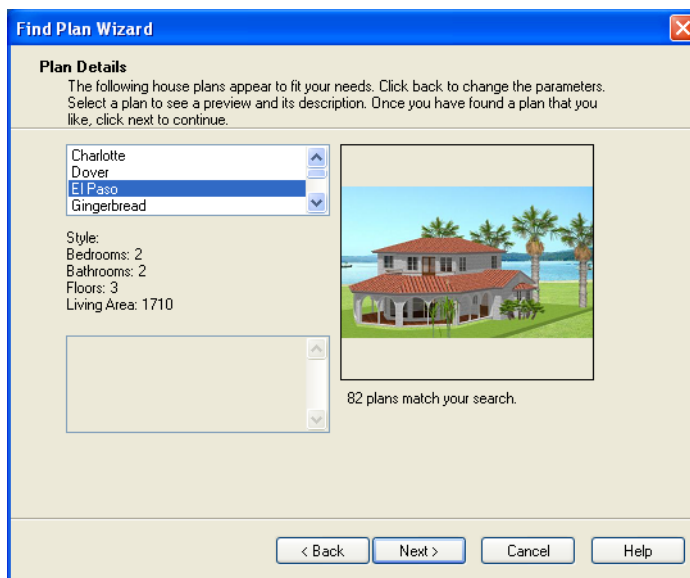 Find Plan Wizard
Plan Details
The following house plans appear to fit your needs. Click back to change the parameters.
Select a plan to see a preview and its description. Once you have found a plan that you
like, click next to continue.
Charlotte
Dover
El Paso
Gingerbread
Style:
Bedrooms: 2
Bathrooms: 2
Floors: 3
Living Area: 1710
82 plans match your search.
< Back
Next >
Cancel
Help